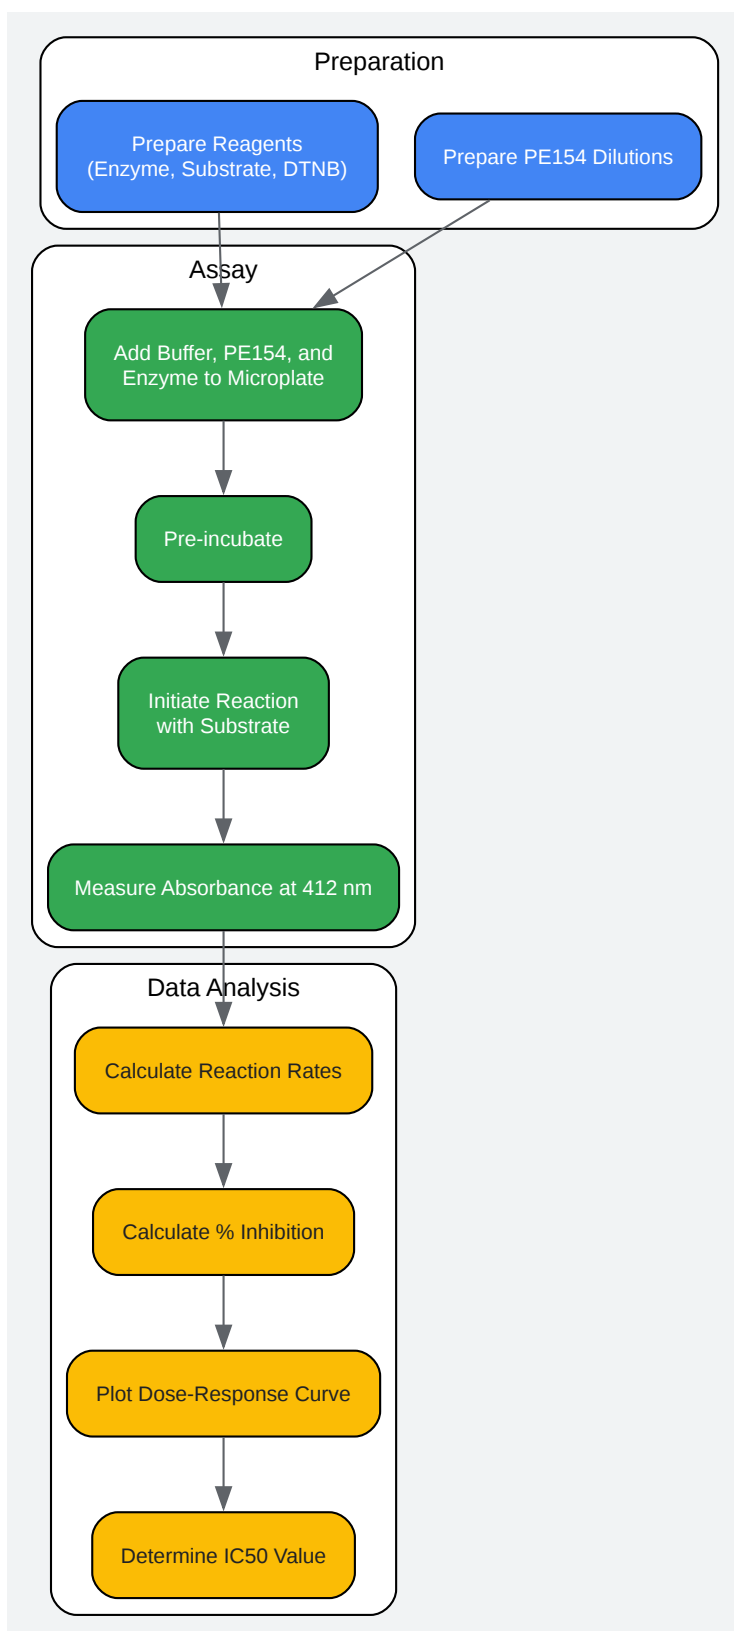 Preparation
Prepare Reagents
(Enzyme, Substrate, DTNB)
Prepare PE154 Dilutions
Assay
Add Buffer, PE154, and
Enzyme to Microplate
Pre-incubate
Initiate Reaction
with Substrate
Measure Absorbance at 412 nm
Data Analysis
Calculate Reaction Rates
Calculate % Inhibition
Plot Dose-Response Curve
Determine IC50 Value